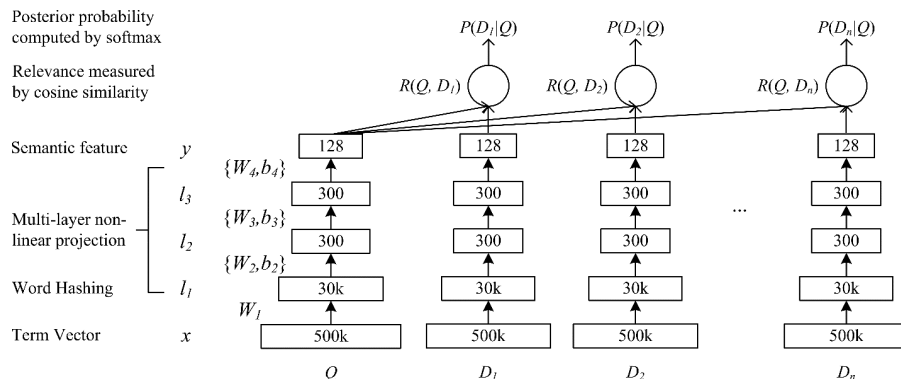 Posterior probability
computed by softmax
P(D1|Q) P(D2|Q) P(Dn|Q)
Relevance measured
by cosine similarity
R(Q, D1) R(Q, D2) R(Q, Dn)
Semantic feature y 128 128 128 128
{W4,b4}
l3 300 300 300 300
Multi-layer non-
linear projection
{W3,b3} ...
l2 300 300 300 300
{W2,b2}
Word Hashing l1 30k 30k 30k 30k
W1
Term Vector x 500k 500k 500k 500k
Q D1 D2 Dn